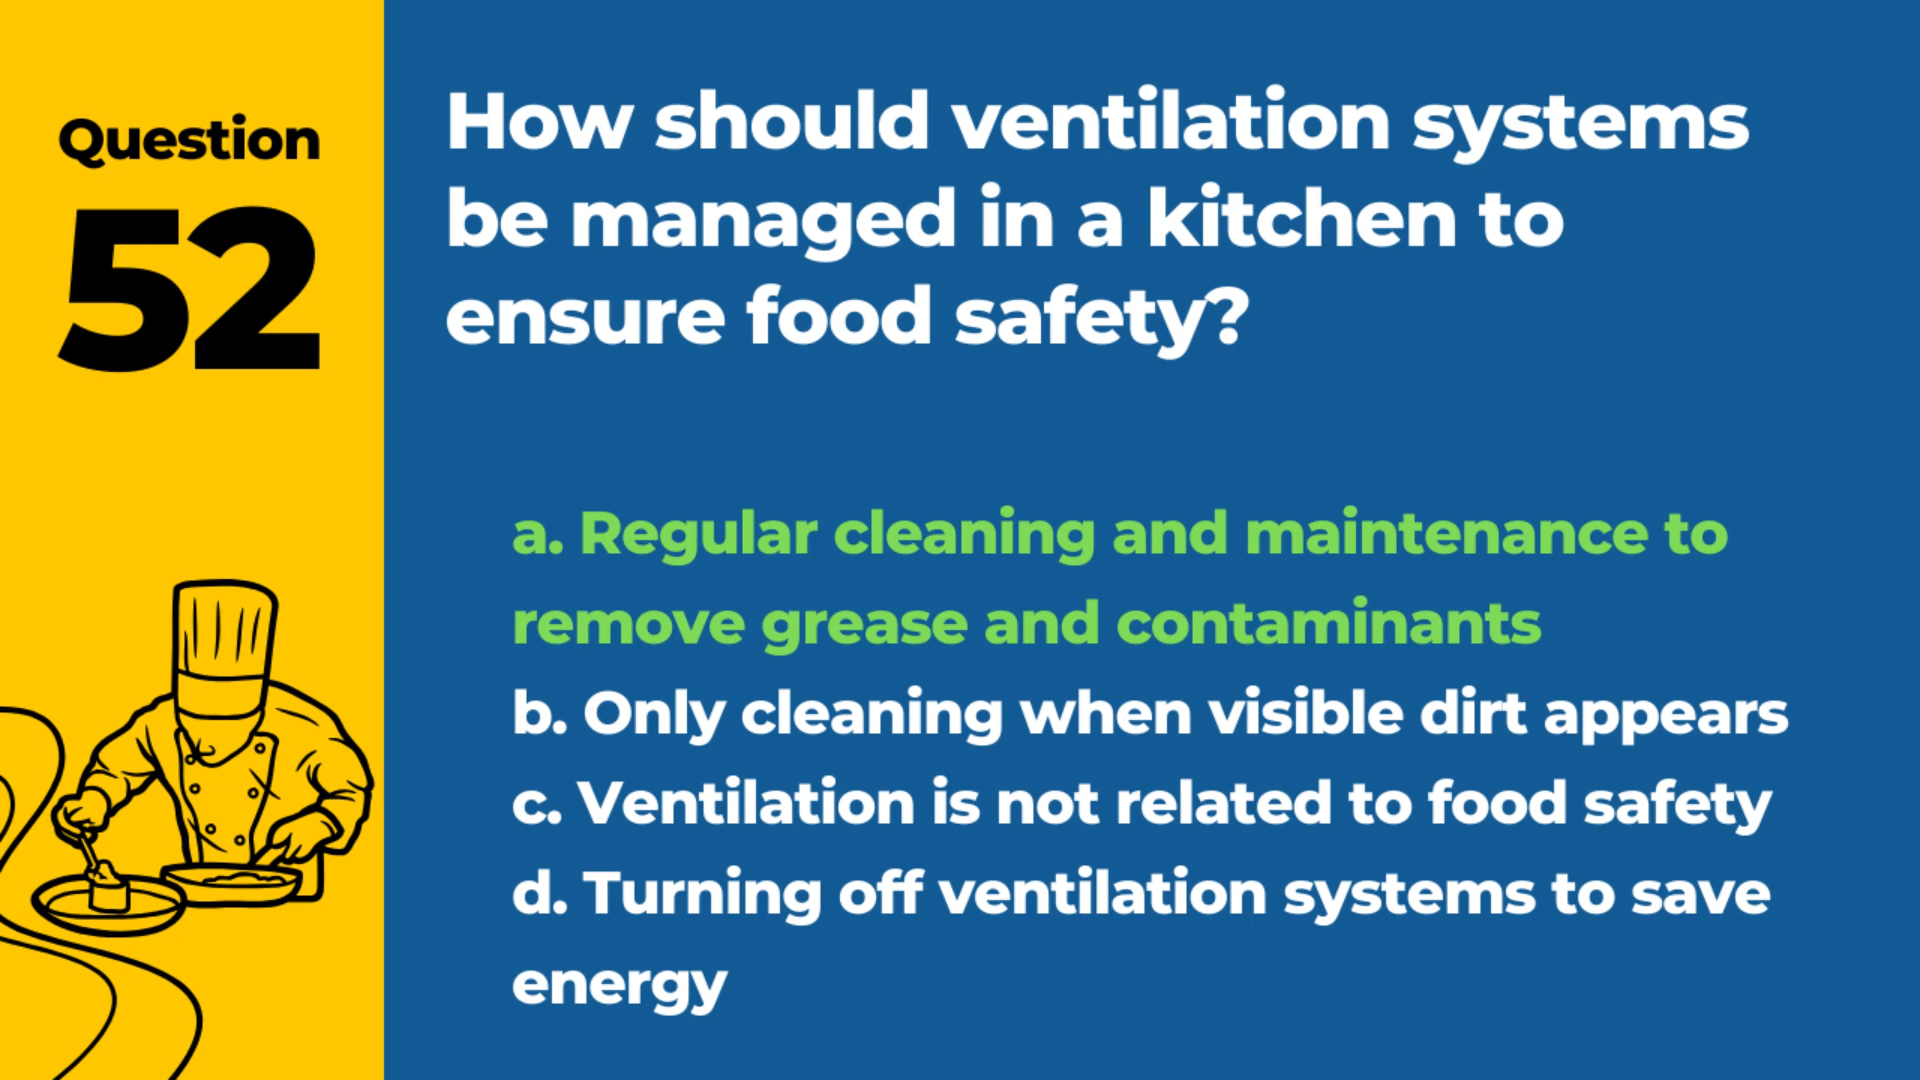 Question
52
How should ventilation systems
be managed in a kitchen to
ensure food safety?
a. Regular cleaning and maintenance to
remove grease and contaminants
b. Only cleaning when visible dirt appears
c. Ventilation is not related to food safety
d. Turning off ventilation systems to save
energy